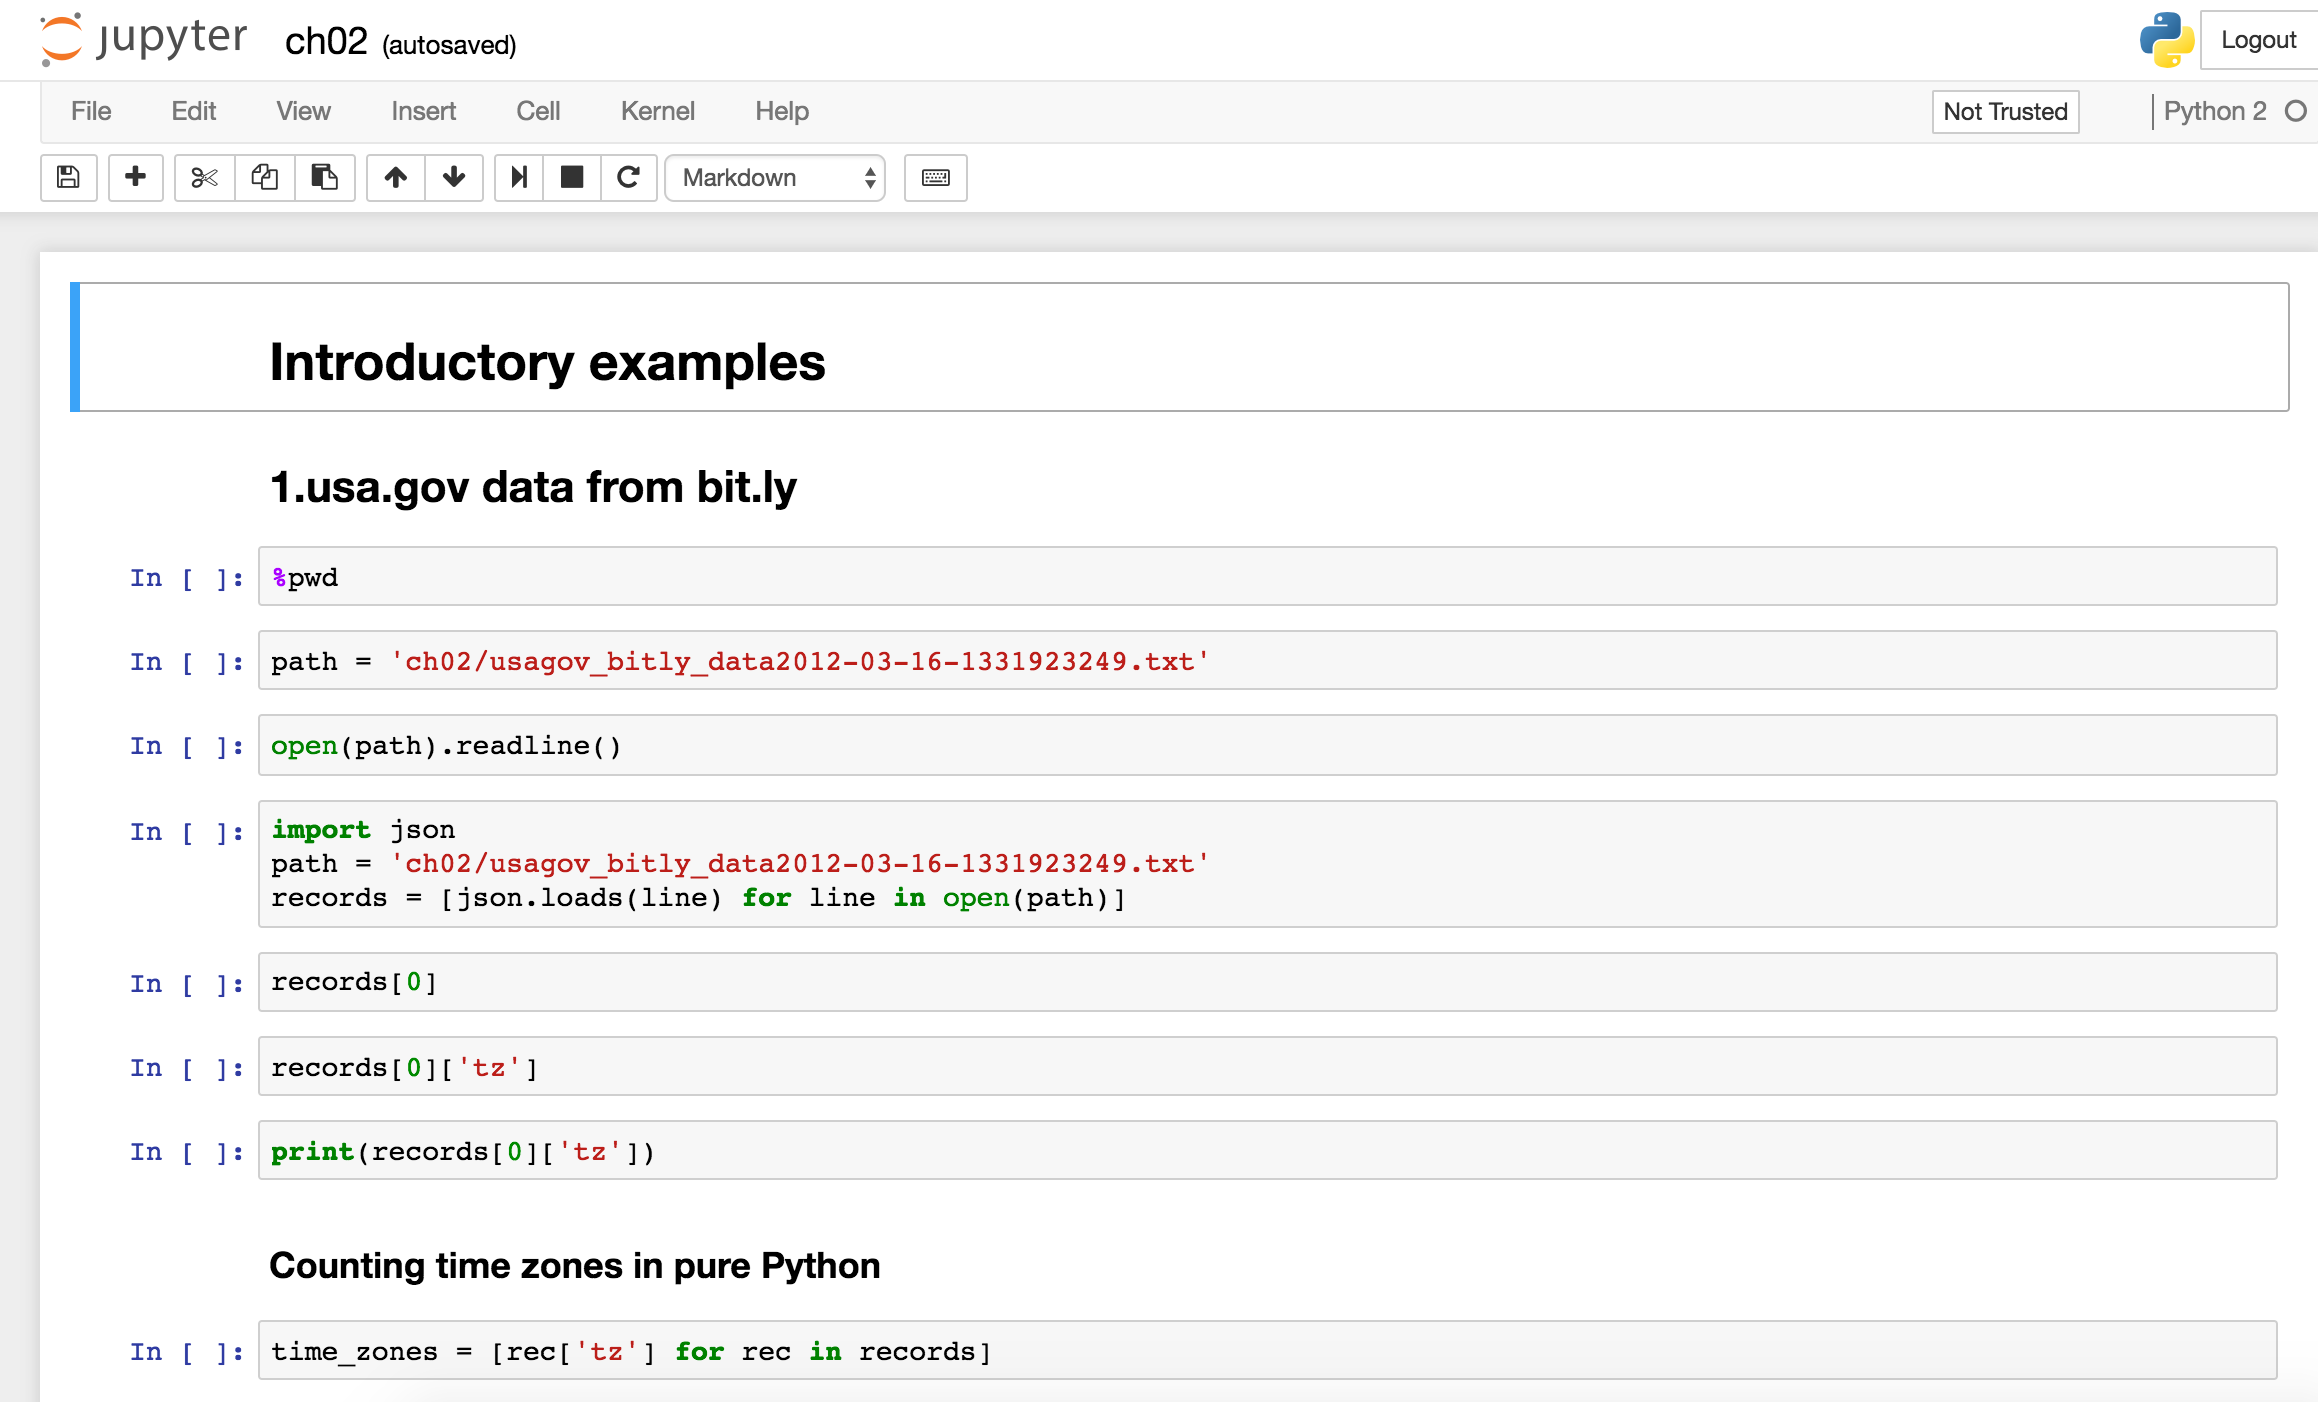 jupyter ch02 (autosaved) Logout
File Edit View Insert Cell Kernel Help Not Trusted Python 2
Markdown
Introductory examples
1.usa.gov data from bit.ly
In [ ]: %pwd
In [ ]: path = 'ch02/usagov_bitly_data2012-03-16-1331923249.txt'
In [ ]: open(path).readline()
In [ ]: import json
path = 'ch02/usagov_bitly_data2012-03-16-1331923249.txt'
records = [json.loads(line) for line in open(path)]
In [ ]: records[0]
In [ ]: records[0]['tz']
In [ ]: print(records[0]['tz'])
Counting time zones in pure Python
In [ ]: time_zones = [rec['tz'] for rec in records]